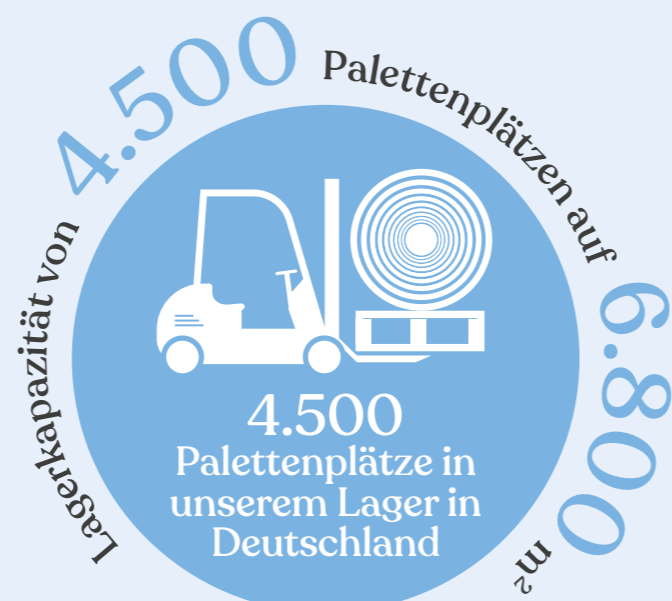 Lagerkapazität von 4.500 Palettenplätzen auf 6.800 m²
4.500
Palettenplätze in
unserem Lager in
Deutschland